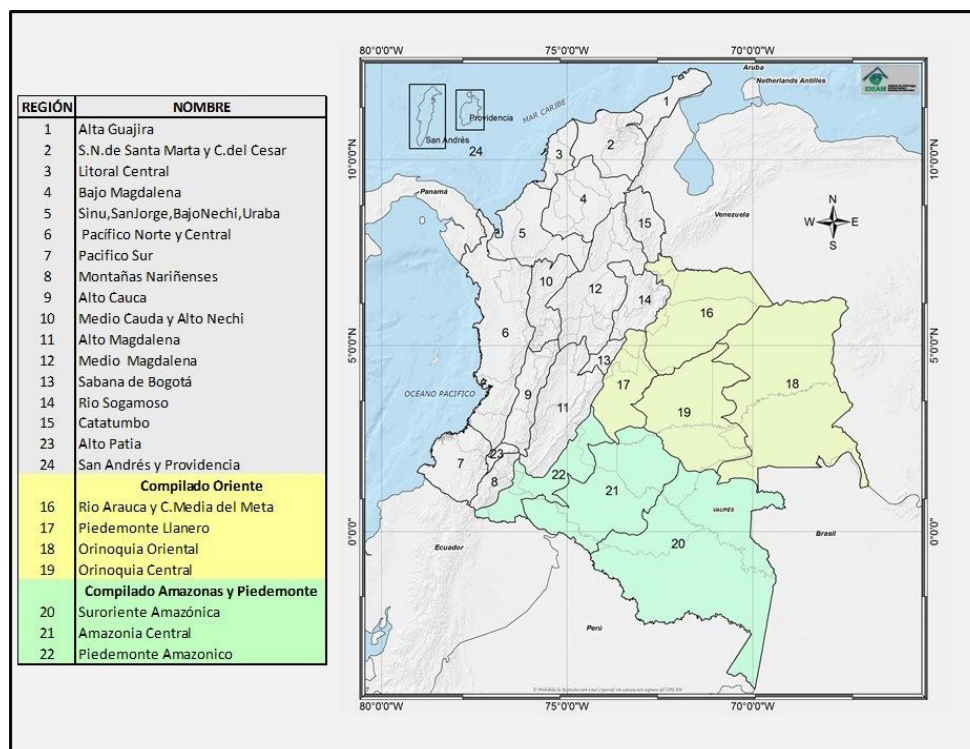 REGIÓN NOMBRE
1 Alta Guajira
2 S.N.de Santa Marta y C.del Cesar
3 Litoral Central
4 Bajo Magdalena
5 Sinu,SanJorge,BajoNechi,Uraba
6 Pacífico Norte y Central
7 Pacifico Sur
8 Montañas Nariñenses
9 Alto Cauca
10 Medio Cauda y Alto Nechi
11 Alto Magdalena
12 Medio Magdalena
13 Sabana de Bogotá
14 Rio Sogamoso
15 Catatumbo
23 Alto Patia
24 San Andrés y Providencia
Compilado Oriente
16 Rio Arauca y C.Media del Meta
17 Piedemonte Llanero
18 Orinoquia Oriental
19 Orinoquia Central
Compilado Amazonas y Piedemonte
20 Suroriente Amazónica
21 Amazonia Central
22 Piedemonte Amazonico
80°0'0"W 75°0'0"W 70°0'0"W
Aruba
Netherlands Antilles
IDEAM
1
MAR CARIBE
Providencia
San Andrés
24
2
3
10°0'0"N 10°0'0"N
4
Panamá
15
Venezuela
N
W E
S
5
10
12
14
16
6
5°0'0"N 5°0'0"N
13
17
18
OCÉANO PACIFICO
9
11
19
23
7
8
22
21
VAUPÉS
20
Brasil
0°0'0" 0°0'0"
Ecuador
Perú
80°0'0"W 75°0'0"W 70°0'0"W